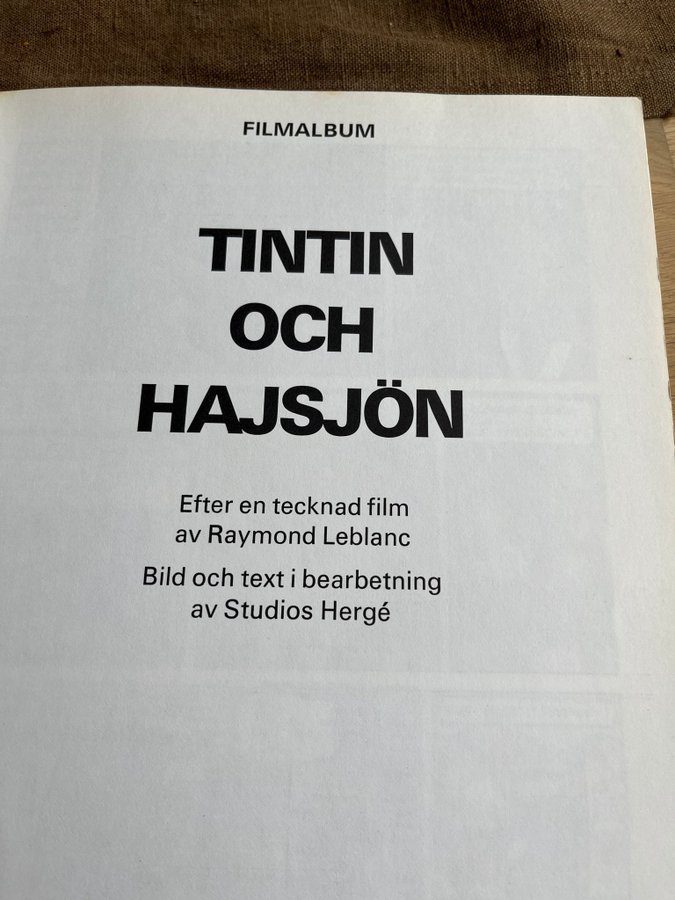 FILMALBUM
TINTIN
OCH
HAJSJÖN
Efter en tecknad film
av Raymond Leblanc
Bild och text i bearbetning
av Studios Hergé